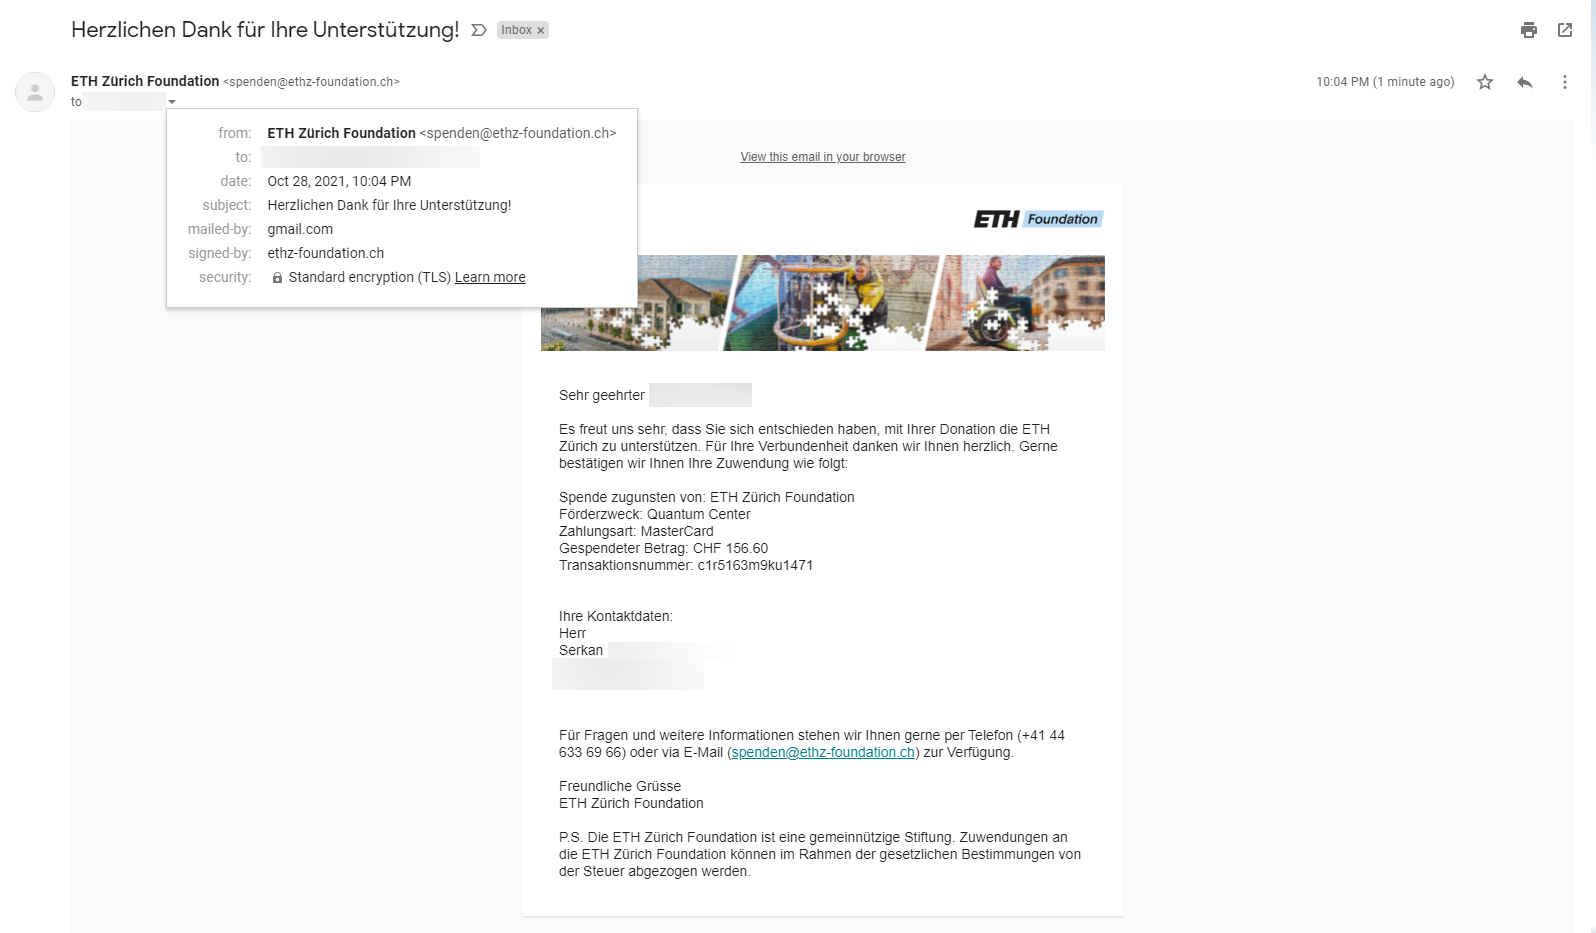 Herzlichen Dank für Ihre Unterstützung!
Inbox ×
ETH Zürich Foundation <spenden@ethz-foundation.ch>
10:04 PM (1 minute ago)
to
from: ETH Zürich Foundation <spenden@ethz-foundation.ch>
to:
date: Oct 28, 2021, 10:04 PM
subject: Herzlichen Dank für Ihre Unterstützung!
mailed-by: gmail.com
signed-by: ethz-foundation.ch
security: Standard encryption (TLS) Learn more
View this email in your browser
ETH Foundation
Sehr geehrter
Es freut uns sehr, dass Sie sich entschieden haben, mit Ihrer Donation die ETH
Zürich zu unterstützen. Für Ihre Verbundenheit danken wir Ihnen herzlich. Gerne
bestätigen wir Ihnen Ihre Zuwendung wie folgt:
Spende zugunsten von: ETH Zürich Foundation
Förderzweck: Quantum Center
Zahlungsart: MasterCard
Gespendeter Betrag: CHF 156.60
Transaktionsnummer: c1r5163m9ku1471
Ihre Kontaktdaten:
Herr
Serkan
Für Fragen und weitere Informationen stehen wir Ihnen gerne per Telefon (+41 44
633 69 66) oder via E-Mail (spenden@ethz-foundation.ch) zur Verfügung.
Freundliche Grüsse
ETH Zürich Foundation
P.S. Die ETH Zürich Foundation ist eine gemeinnützige Stiftung. Zuwendungen an
die ETH Zürich Foundation können im Rahmen der gesetzlichen Bestimmungen von
der Steuer abgezogen werden.